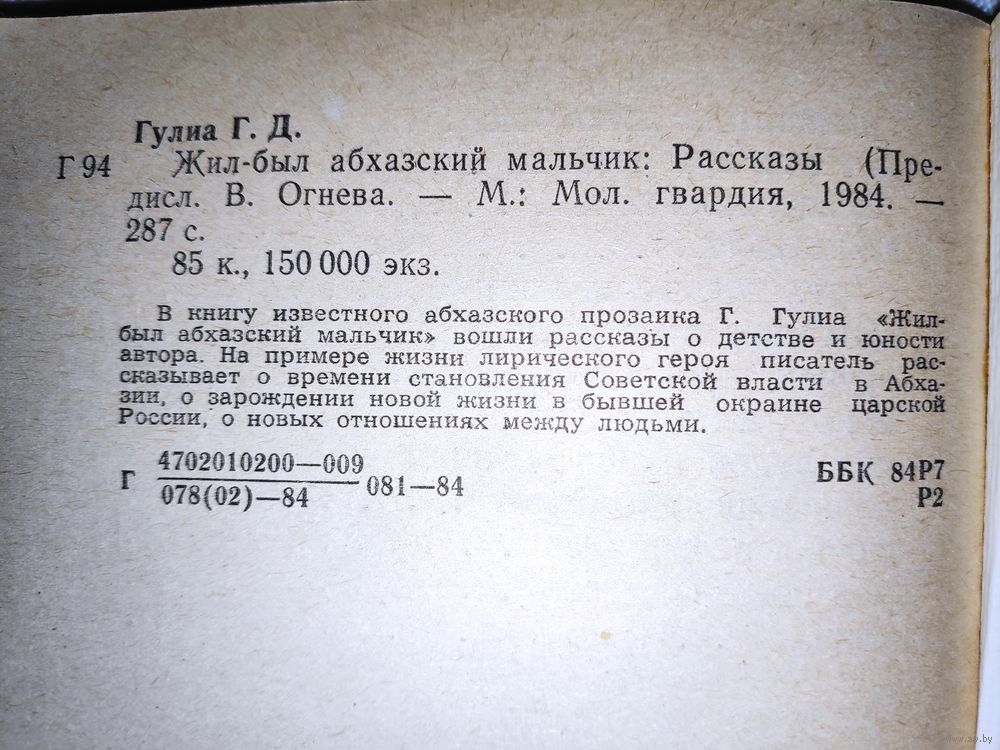 Гулиа Г. Д.
Г 94 Жил-был абхазский мальчик: Рассказы (Пре-
дисл. В. Огнева. — М.: Мол. гвардия, 1984. —
287 с.
85 к., 150 000 экз.
В книгу известного абхазского прозаика Г. Гулиа «Жил-
был абхазский мальчик» вошли рассказы о детстве и юности
автора. На примере жизни лирического героя писатель рас-
сказывает о времени становления Советской власти в Абха-
зии, о зарождении новой жизни в бывшей окраине царской
России, о новых отношениях между людьми.
4702010200—009
Г 081—84
078(02)—84
ББК 84Р7
Р2
www.ay.by